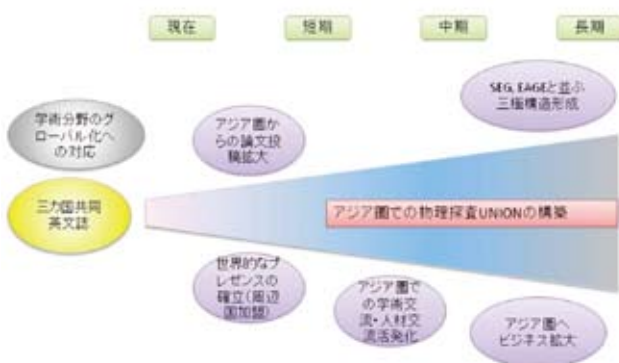 現在
短期
中期
長期
SEG, EAGEと並ぶ
三極構造形成
学術分野のグ
ローバル化へ
の対応
アジア圏か
らの論文投
稿拡大
三カ国共同
英文誌
アジア圏での物理探査UNIONの構築
世界的なプ
レゼンスの
確立(周辺
国加盟)
アジア圏で
の学術交
流・人材交
流活発化
アジア圏へ
ビジネス拡大